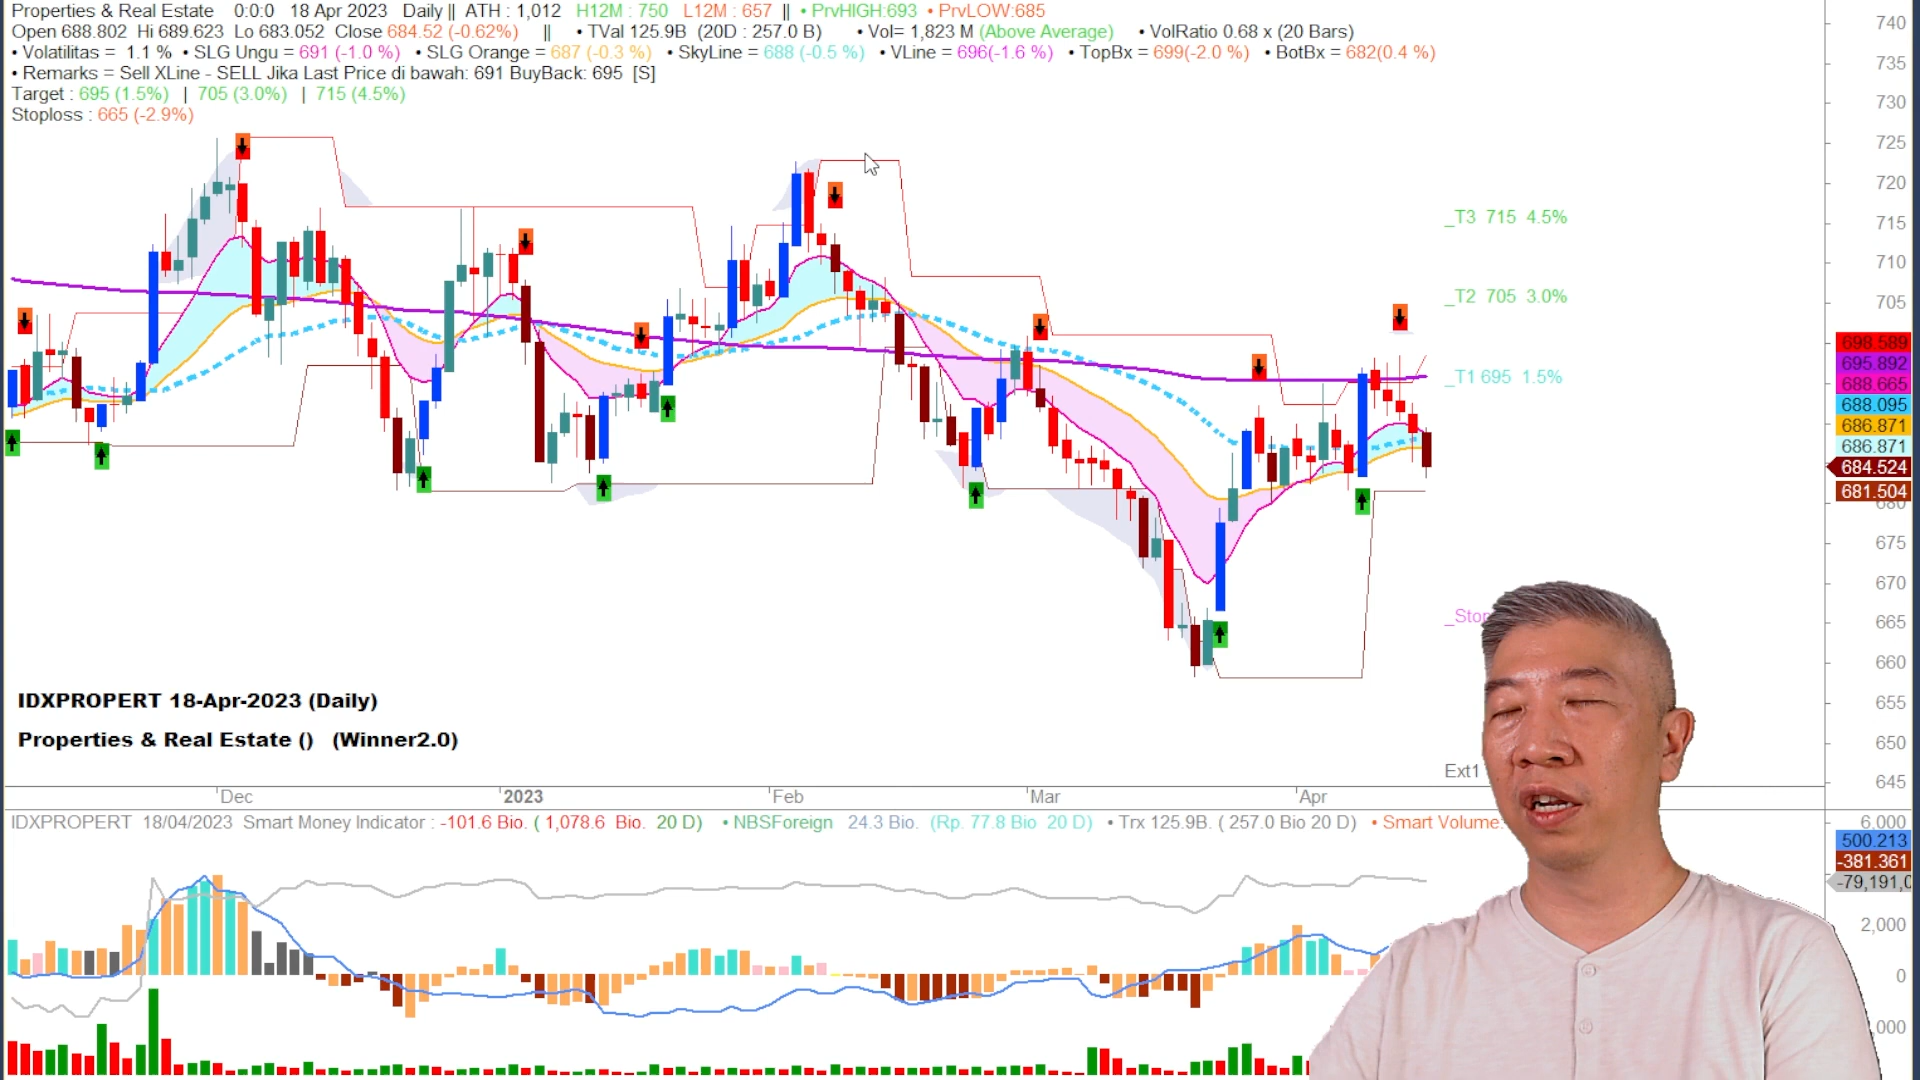 Properties & Real Estate 0:0:0 18 Apr 2023 Daily || ATH : 1,012 H12M : 750 L12M : 657 || • PrvHIGH:693 • PrvLOW:685
Open 688.802 Hi 689.623 Lo 683.052 Close 684.52 (-0.62%) || • TVal 125.9B (20D : 257.0 B) • Vol= 1,823 M (Above Average) • VolRatio 0.68 x (20 Bars)
• Volatilitas = 1.1 % • SLG Ungu = 691 (-1.0 %) • SLG Orange = 687 (-0.3 %) • SkyLine = 688 (-0.5 %) • VLine = 696(-1.6 %) • TopBx = 699(-2.0 %) • BotBx = 682(0.4 %)
• Remarks = Sell XLine - SELL Jika Last Price di bawah: 691 BuyBack: 695 [S]
Target : 695 (1.5%) | 705 (3.0%) | 715 (4.5%)
Stoploss : 665 (-2.9%)
740
735
730
725
720
715
710
705
698.589
695.892
688.665
688.095
686.871
686.871
684.524
681.504
680
675
670
665
660
655
650
645
_T3 715 4.5%
_T2 705 3.0%
_T1 695 1.5%
Ext1
IDXPROPERT 18-Apr-2023 (Daily)
Properties & Real Estate () (Winner2.0)
Dec 2023 Feb Mar Apr
IDXPROPERT 18/04/2023 Smart Money Indicator : -101.6 Bio. ( 1,078.6 Bio. 20 D) • NBSForeign 24.3 Bio. (Rp. 77.8 Bio 20 D) • Trx 125.9B. ( 257.0 Bio 20 D) • Smart Volume:
6,000
500.213
-381.361
2,000
0